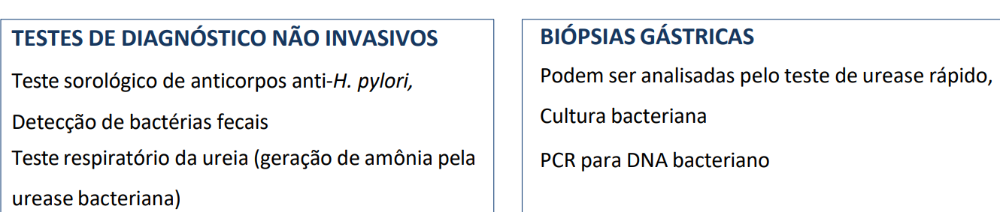 TESTES DE DIAGNÓSTICO NÃO INVASIVOS
Teste sorológico de anticorpos anti-H. pylori,
Detecção de bactérias fecais
Teste respiratório da ureia (geração de amônia pela
urease bacteriana)
BIÓPSIAS GÁSTRICAS
Podem ser analisadas pelo teste de urease rápido,
Cultura bacteriana
PCR para DNA bacteriano